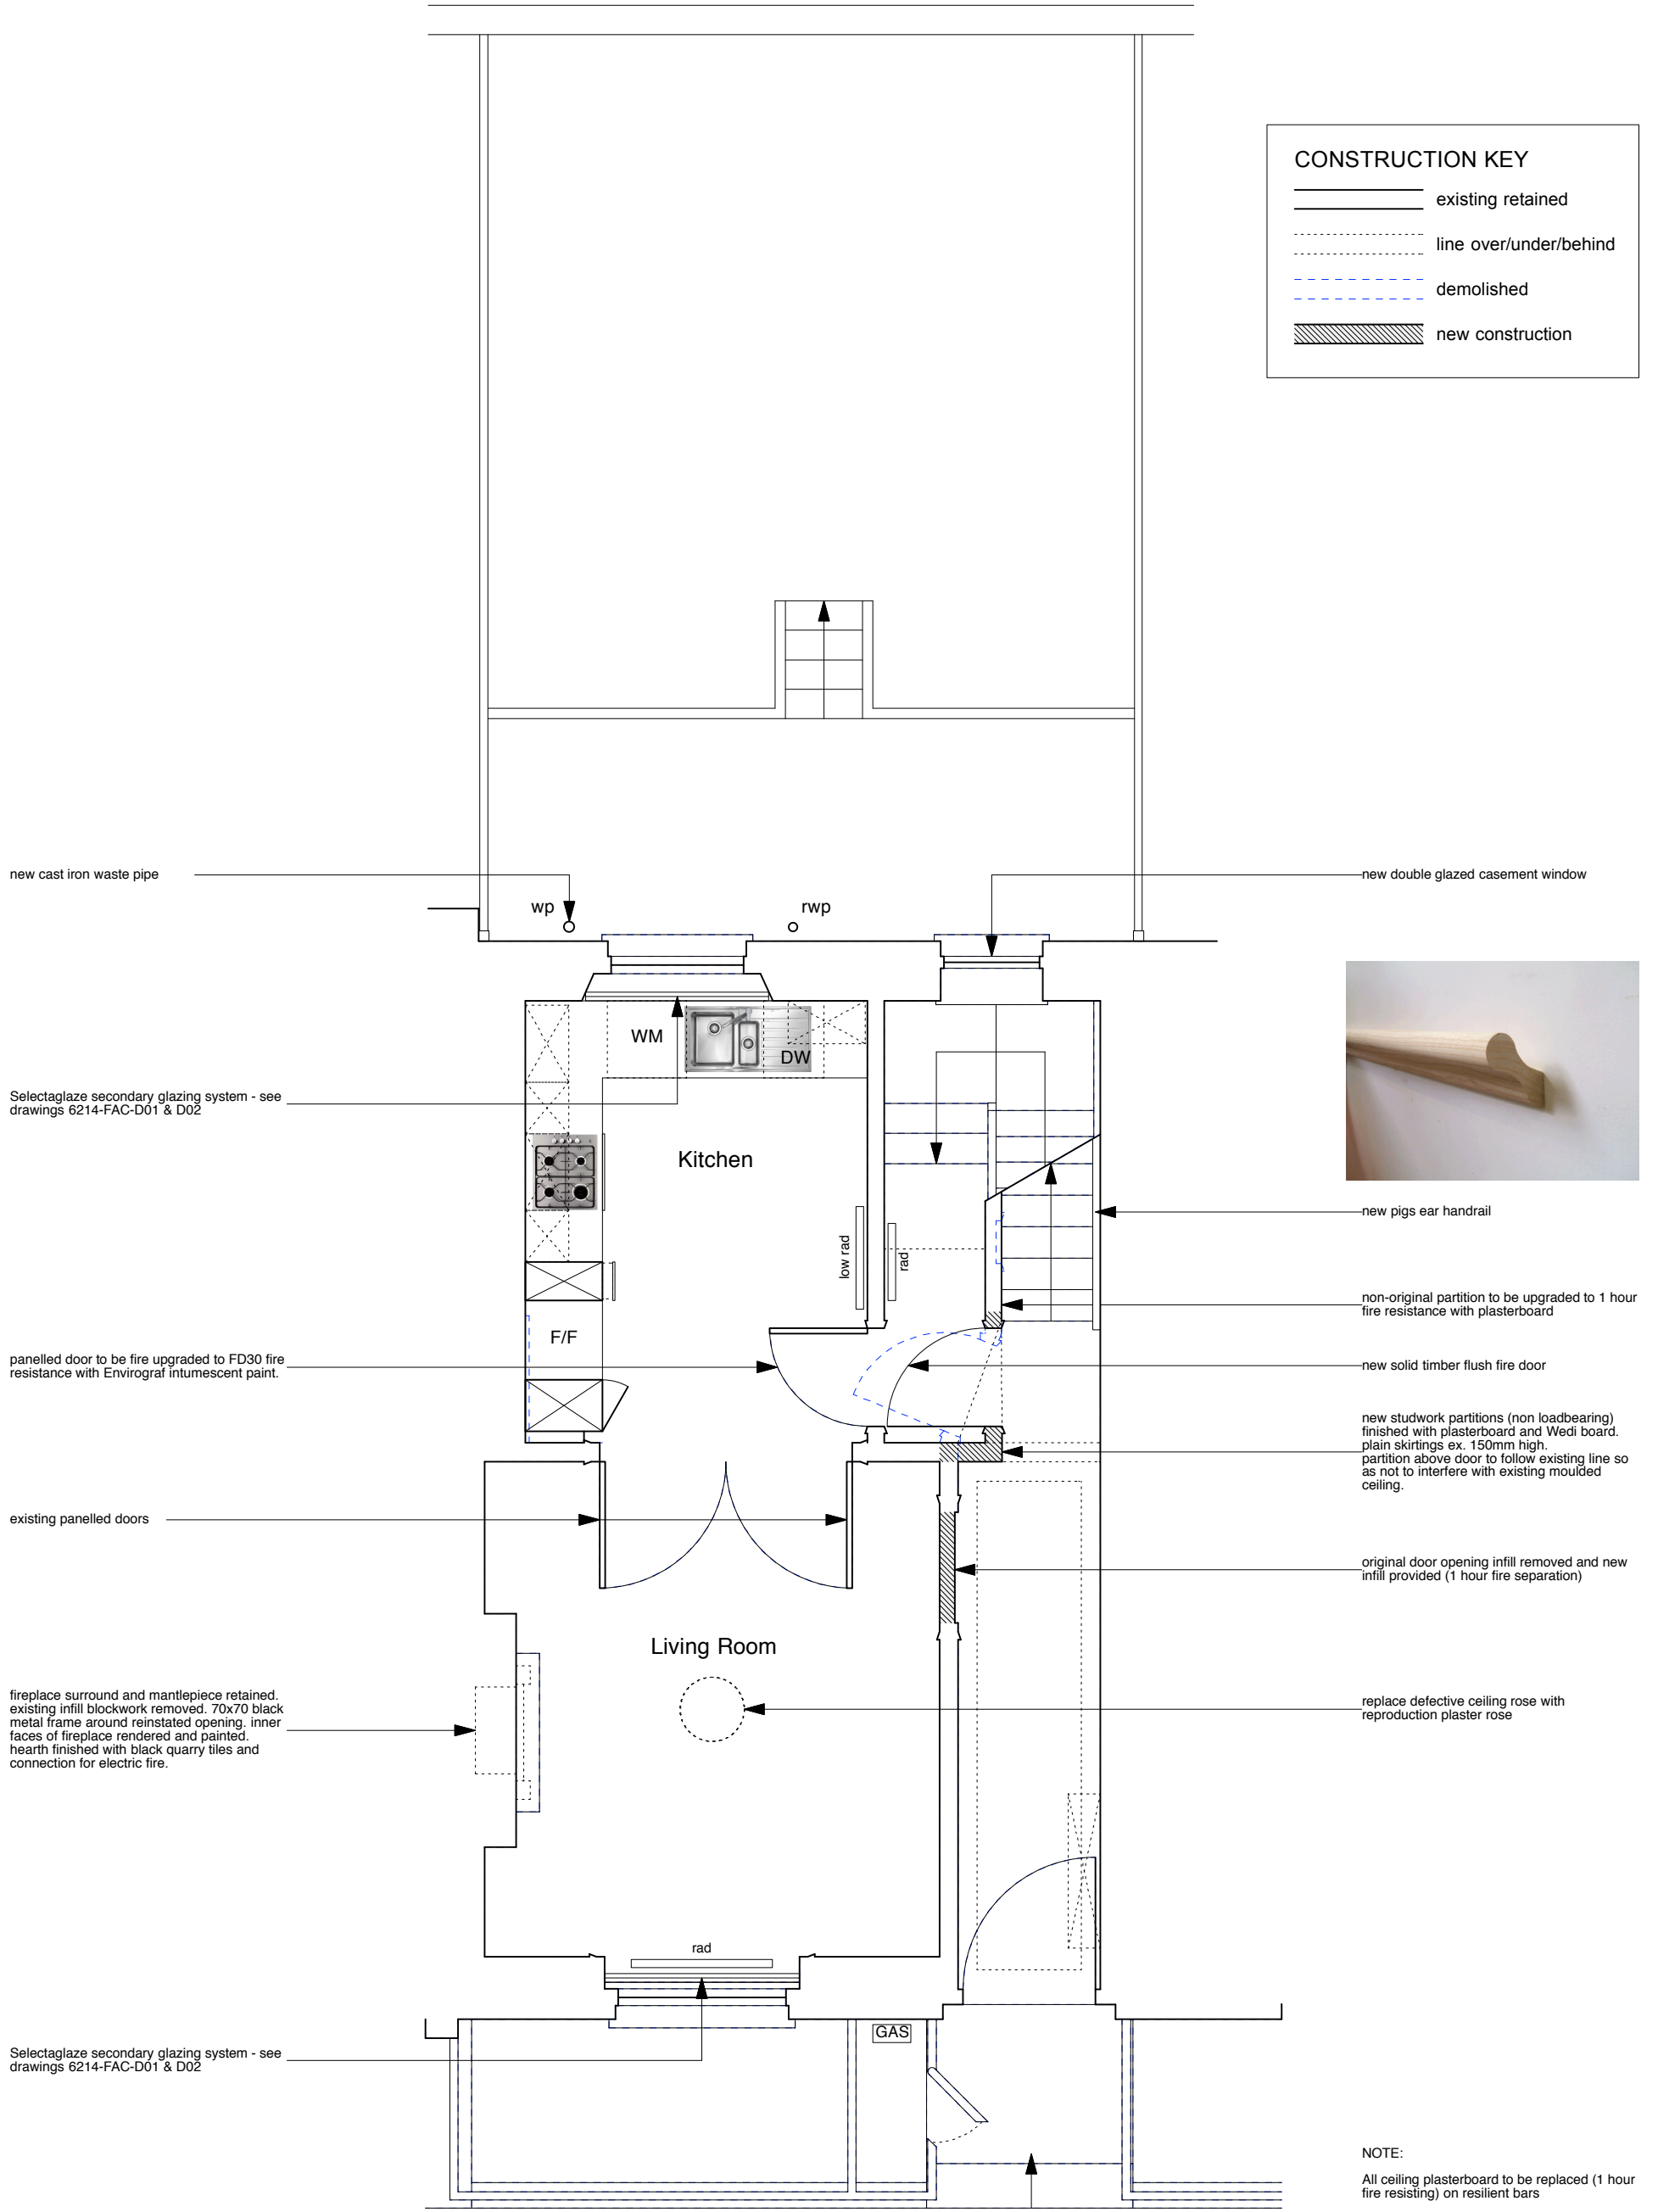 CONSTRUCTION KEY
existing retained
line over/under/behind
demolished
new construction
new cast iron waste pipe
wp
rwp
new double glazed casement window
WM
DW
Selectaglaze secondary glazing system - see
drawings 6214-FAC-D01 & D02
Kitchen
new pigs ear handrail
low rad
rad
non-original partition to be upgraded to 1 hour
fire resistance with plasterboard
F/F
panelled door to be fire upgraded to FD30 fire
resistance with Envirograf intumescent paint.
new solid timber flush fire door
new studwork partitions (non loadbearing)
finished with plasterboard and Wedi board.
plain skirtings ex. 150mm high.
partition above door to follow existing line so
as not to interfere with existing moulded
ceiling.
existing panelled doors
original door opening infill removed and new
infill provided (1 hour fire separation)
Living Room
fireplace surround and mantlepiece retained.
existing infill blockwork removed. 70x70 black
metal frame around reinstated opening. inner
faces of fireplace rendered and painted.
hearth finished with black quarry tiles and
connection for electric fire.
replace defective ceiling rose with
reproduction plaster rose
rad
GAS
Selectaglaze secondary glazing system - see
drawings 6214-FAC-D01 & D02
NOTE:
All ceiling plasterboard to be replaced (1 hour
fire resisting) on resilient bars